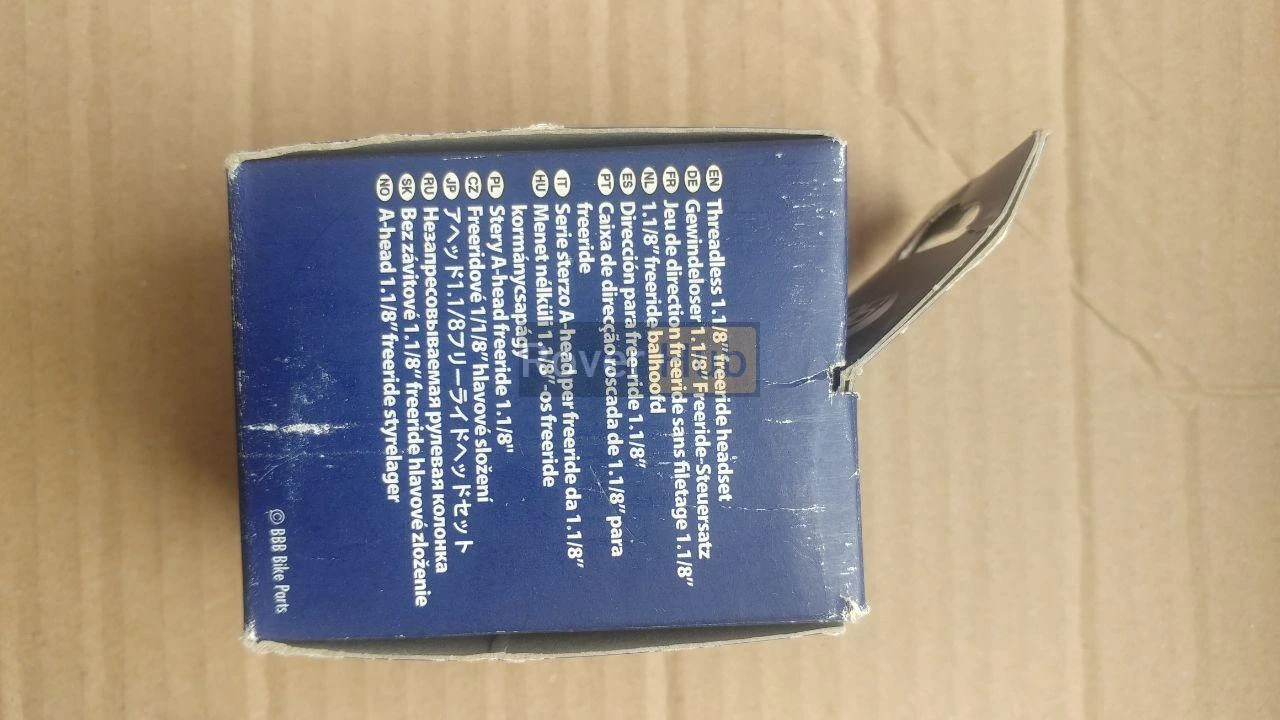 EN Threadless 1.1/8" freeride headset
DE Gewindeloser 1.1/8" Freeride-Steuersatz
FR Jeu de direction freeride sans filetage 1.1/8"
NL 1.1/8" freeride balhoofd
ES Dirección para free-ride 1.1/8"
PT Caixa de direcção roscada de 1.1/8" para
freeride
IT Serie sterzo A-head per freeride da 1.1/8"
HU Menet nélküli 1.1/8"-os freeride
kormánycsapágy
PL Stery A-head freeride 1.1/8"
CZ Freeridové 1/1/8" hlavové složení
JP アヘッド1.1/8フリーライドヘッドセット
RU Незапресовываемая рулевая колонка
SK Bez závitové 1.1/8" freeride hlavové zloženie
NO A-head 1.1/8" freeride styrelager
© BBB Bike Parts